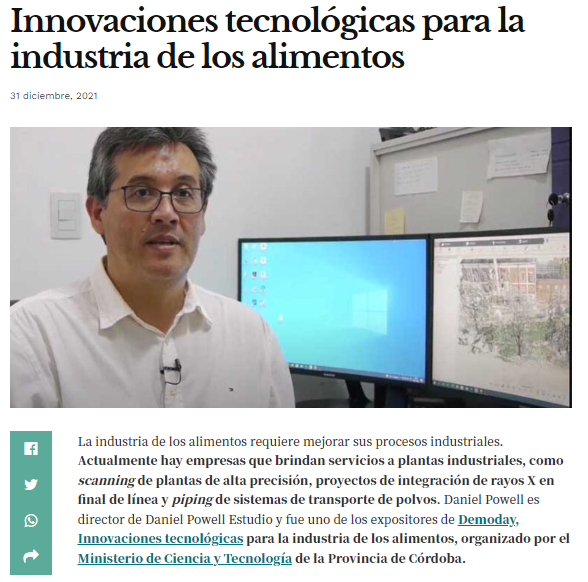 Innovaciones tecnológicas para la
industria de los alimentos
31 diciembre, 2021
La industria de los alimentos requiere mejorar sus procesos industriales.
Actualmente hay empresas que brindan servicios a plantas industriales, como
scanning de plantas de alta precisión, proyectos de integración de rayos X en
final de línea y piping de sistemas de transporte de polvos. Daniel Powell es
director de Daniel Powell Estudio y fue uno de los expositores de Demoday,
Innovaciones tecnológicas para la industria de los alimentos, organizado por el
Ministerio de Ciencia y Tecnología de la Provincia de Córdoba.